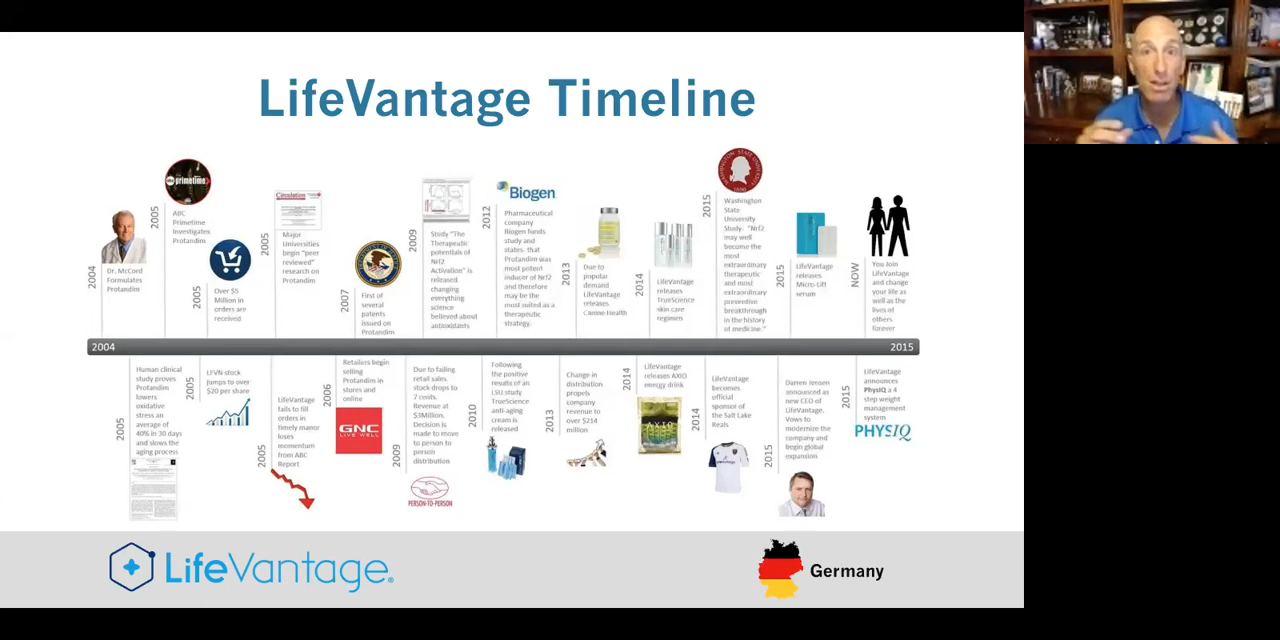 LifeVantage Timeline
2004
Dr. McCord
Formulates
Protandim
2005
primetime
ABC
Primetime
Investigates
Protandim
2005
Over $5
Million in
orders are
received
2005
Circulation
Major
Universities
begin "peer
reviewed"
research on
Protandim
2007
First of
several
patents
issued on
Protandim
2009
Study "The
Therapeutic
potentials of
Nrf2
Activation" is
released
changing
everything
science
believed about
antioxidants
2012
Biogen
Pharmaceutical
company
Biogen funds
study and
states- that
Protandim was
most potent
inducer of Nrf2
and therefore
may be the
most suited as a
therapeutic
strategy.
2013
Due to
popular
demand
LifeVantage
releases
Canine Health
2014
LifeVantage
releases
TrueScience
skin care
regimen
2015
Washington
State
University
Study- "Nrf2
may well
become the
most
extraordinary
therapeutic
and most
extraordinary
preventive
breakthrough
in the history
of medicine."
2015
LifeVantage
releases
Micro-Lift
serum
NOW
You Join
LifeVantage
and change
your life as
well as the
lives of
others
forever
2004
2015
2005
Human clinical
study proves
Protandim
lowers
oxidative
stress an
average of
40% in 30 days
and slows the
aging process
2005
LFVN stock
jumps to over
$20 per share
2005
LifeVantage
fails to fill
orders in
timely manor
loses
momentum
from ABC
Report
2006
Retailers begin
selling
Protandim in
stores and
online
GNC
LIVE WELL
2009
Due to failing
retail sales,
stock drops to
7 cents.
Revenue at
$3Million.
Decision is
made to move
to person to
person
distribution
PERSON-TO-PERSON
2010
Following
the positive
results of an
LSU study
TrueScience
anti-aging
cream is
released
2013
Change in
distribution
propels
company
revenue to
over $214
million
2014
LifeVantage
releases AXIO
energy drink
AXIO
2014
LifeVantage
becomes
official
sponsor of
the Salt Lake
Reals
2015
Darren Jensen
announced as
new CEO of
LifeVantage.
Vows to
modernize the
company and
begin global
expansion
2015
LifeVantage
announces
PhysIQ a 4
step weight
management
system
PHYSIQ
LifeVantage®
Germany